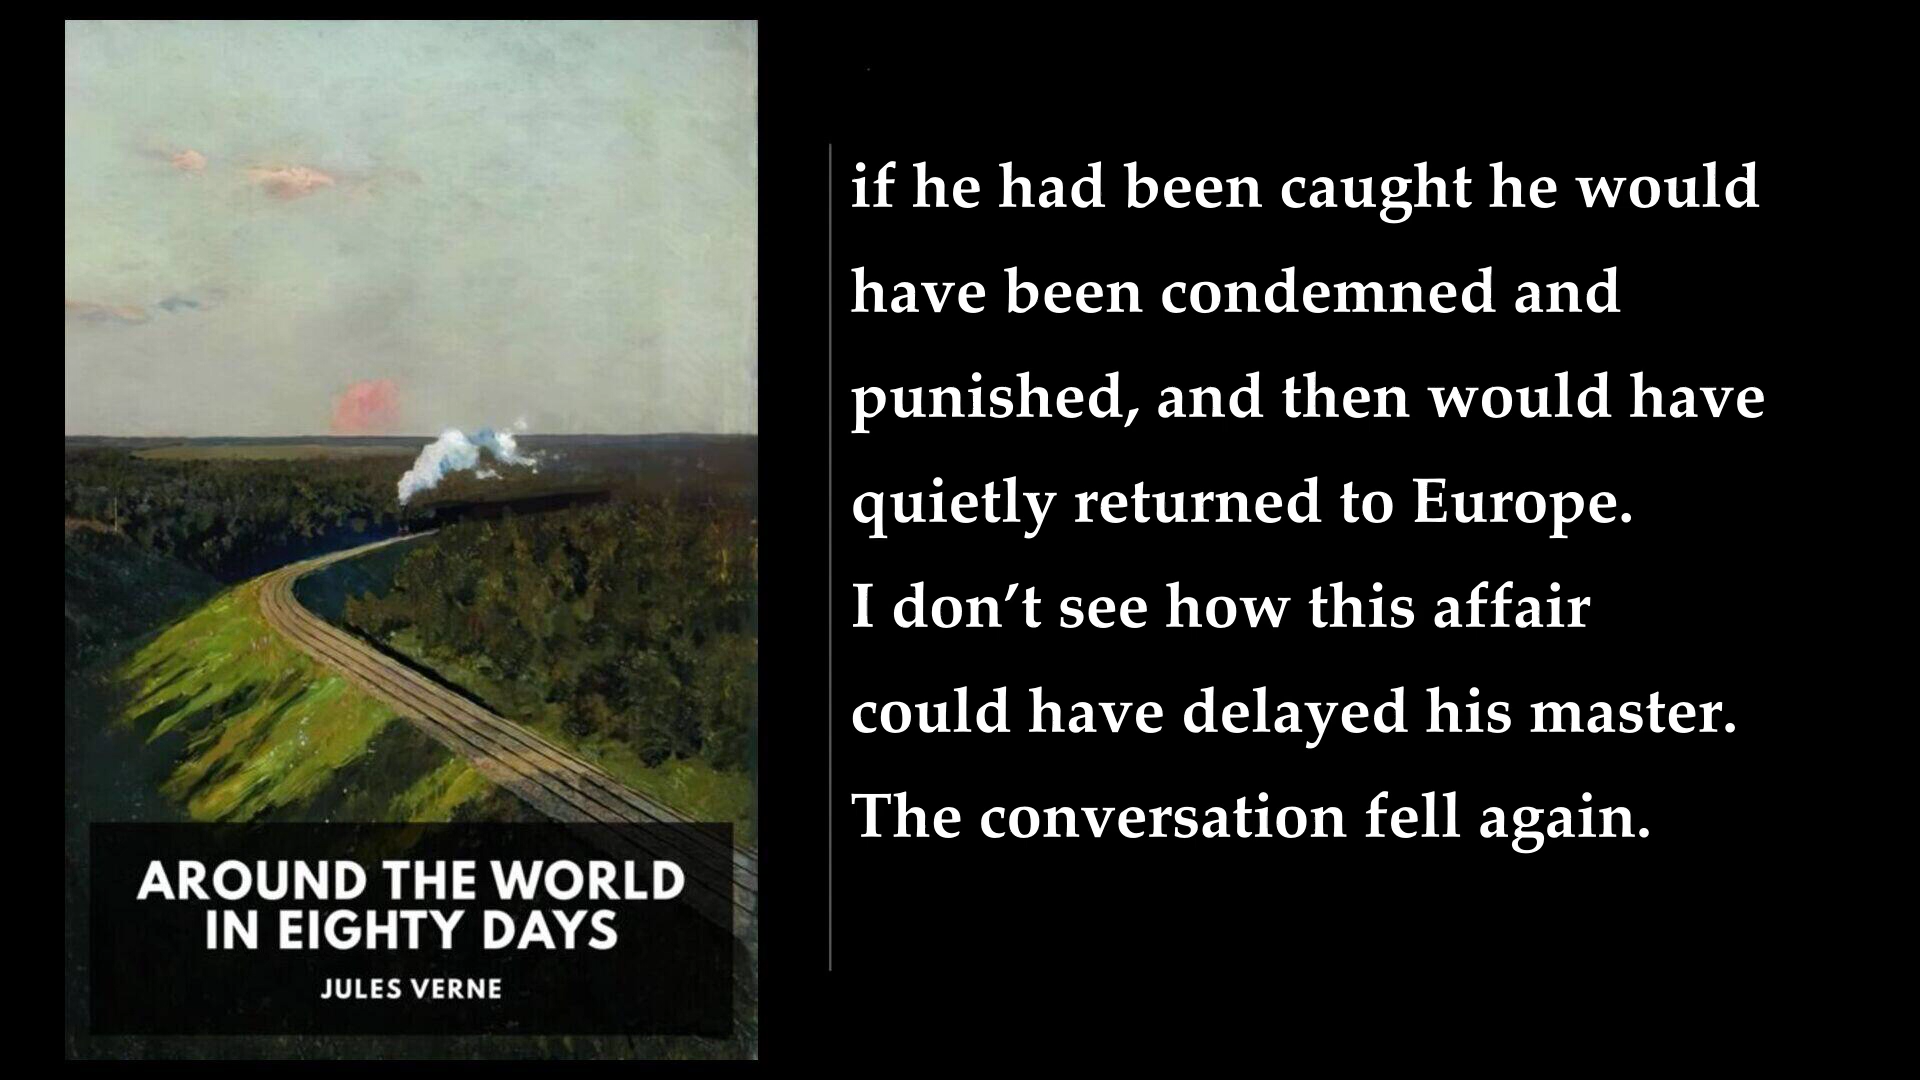 AROUND THE WORLD
IN EIGHTY DAYS
JULES VERNE
if he had been caught he would
have been condemned and
punished, and then would have
quietly returned to Europe.
I don’t see how this affair
could have delayed his master.
The conversation fell again.